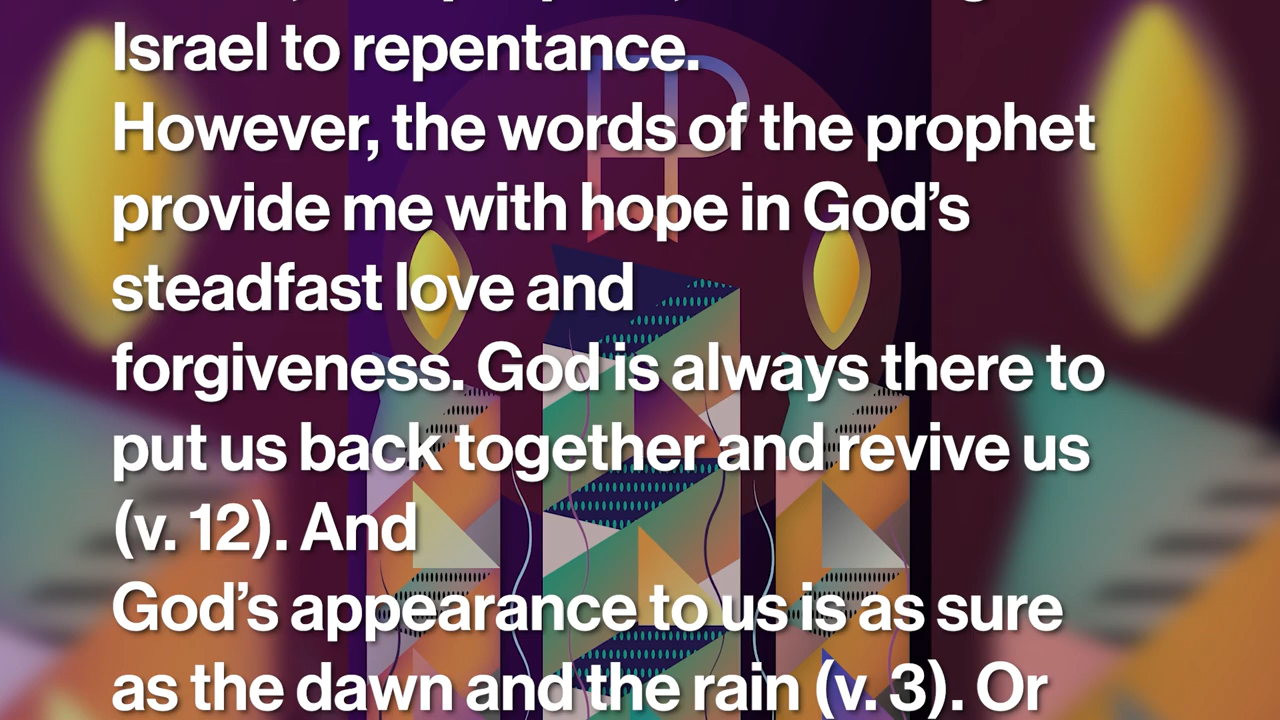 Israel to repentance.
However, the words of the prophet
provide me with hope in God’s
steadfast love and
forgiveness. God is always there to
put us back together and revive us
(v. 12). And
God’s appearance to us is as sure
as the dawn and the rain (v. 3). Or